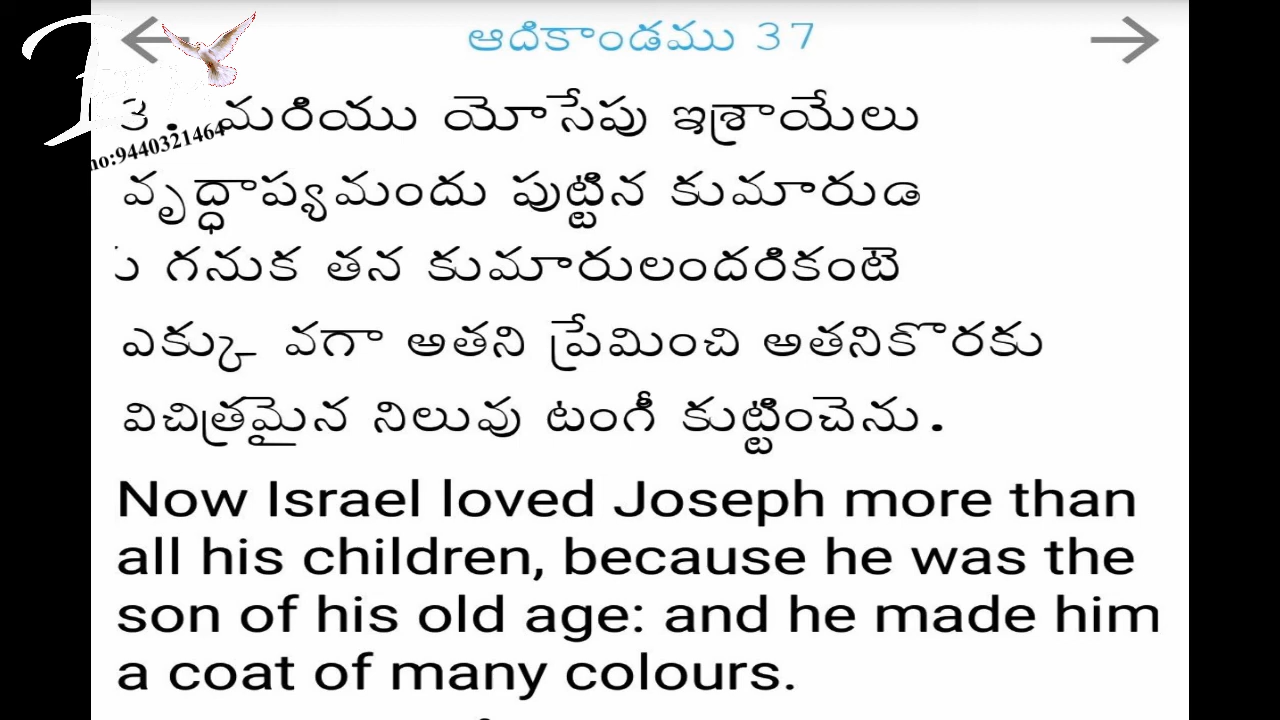 ఆదికాండము 37
3. మరియు యోసేపు ఇశ్రాయేలు
no:9440321464
వృద్ధాప్యమందు పుట్టిన కుమారుడ
ు గనుక తన కుమారులందరికంటె
ఎక్కు వగా అతని ప్రేమించి అతనికొరకు
విచిత్రమైన నిలువు టంగీ కుట్టించెను.
Now Israel loved Joseph more than
all his children, because he was the
son of his old age: and he made him
a coat of many colours.